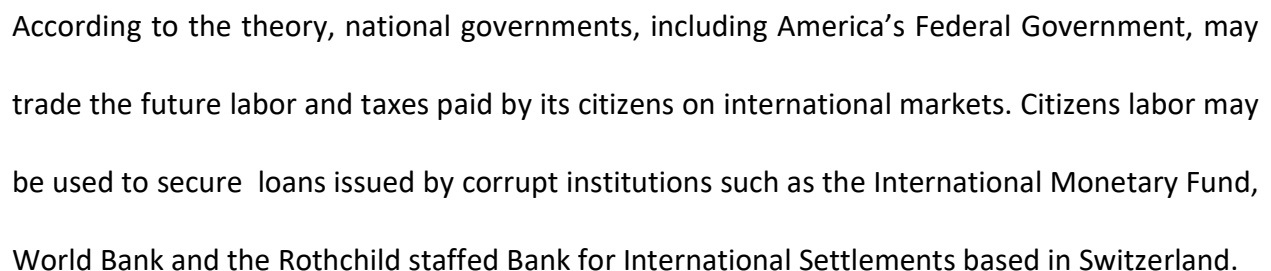 According to the theory, national governments, including America’s Federal Government, may
trade the future labor and taxes paid by its citizens on international markets. Citizens labor may
be used to secure  loans issued by corrupt institutions such as the International Monetary Fund,
World Bank and the Rothchild staffed Bank for International Settlements based in Switzerland.